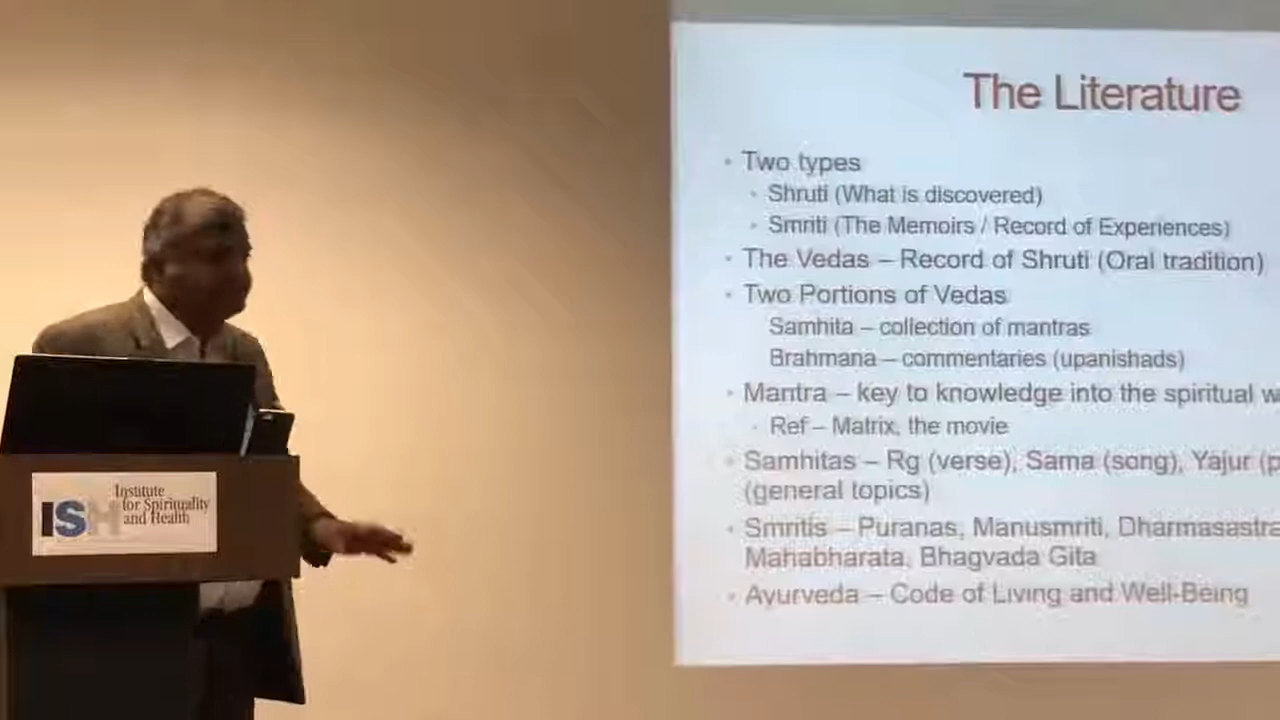 The Literature
Two types
Shruti (What is discovered)
Smriti (The Memoirs / Record of Experiences)
The Vedas – Record of Shruti (Oral tradition)
Two Portions of Vedas
Samhita – collection of mantras
Brahmana – commentaries (upanishads)
Mantra – key to knowledge into the spiritual
Ref – Matrix, the movie
Samhitas – Rg (verse), Sama (song), Yajur
(general topics)
Smritis – Puranas, Manusmriti, Dharmasastra
Mahabharata, Bhagvada Gita
Ayurveda – Code of Living and Well-Being
ISH
Institute
for Spirituality
and Health